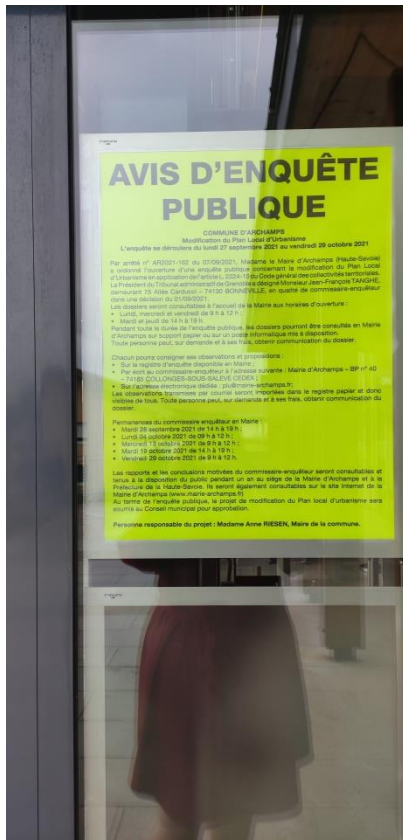 AVIS D'ENQUÊTE
PUBLIQUE
COMMUNE D'ARCHAMPS
Modification du Plan Local d'Urbanisme
L'enquête se déroulera du lundi 27 septembre 2021 au vendredi 29 octobre 2021
Par arrêté n° AR2021-162 du 07/09/2021, Madame le Maire d'Archamps (Haute-Savoie)
a ordonné l'ouverture d'une enquête publique concernant la modification du Plan Local
d'Urbanisme en application de l'article L. 2224-15 du Code général des collectivités territoriales.
Le Président du Tribunal administratif de Grenoble a désigné Monsieur Jean-François TANGHE,
demeurant 75 Allée Carducci – 74130 BONNEVILLE, en qualité de commissaire-enquêteur
dans une décision du 31/08/2021.
Les dossiers seront consultables à l'accueil de la Mairie aux horaires d'ouverture :
• Lundi, mercredi et vendredi de 9 h à 12 h ;
• Mardi et jeudi de 14 h à 19 h.
Pendant toute la durée de l'enquête publique, les dossiers pourront être consultés en Mairie
d'Archamps sur support papier ou sur un poste informatique mis à disposition.
Toute personne peut, sur demande et à ses frais, obtenir communication du dossier.
Chacun pourra consigner ses observations et propositions :
• Sur le registre d'enquête disponible en Mairie ;
• Par écrit au commissaire-enquêteur à l'adresse suivante : Mairie d'Archamps – BP n° 40
– 74165 COLLONGES-SOUS-SALEVE CEDEX ;
• Sur l'adresse électronique dédiée : plu@mairie-archamps.fr;
Les observations transmises par courriel seront importées dans le registre papier et donc
visibles de tous. Toute personne peut, sur demande et à ses frais, obtenir communication du
dossier.
Permanences du commissaire enquêteur en Mairie :
• Mardi 28 septembre 2021 de 14 h à 19 h ;
• Lundi 04 octobre 2021 de 09 h à 12 h ;
• Mercredi 13 octobre 2021 de 9 h à 12 h ;
• Mardi 19 octobre 2021 de 14 h à 19 h ;
• Vendredi 29 octobre 2021 de 9 h à 12 h.
Les rapports et les conclusions motivées du commissaire-enquêteur seront consultables et
tenus à la disposition du public pendant un an au siège de la Mairie d'Archamps et à la
Préfecture de la Haute-Savoie. Ils seront également consultables sur le site internet de la
Mairie d'Archamps (www.mairie-archamps.fr)
Au terme de l'enquête publique, le projet de modification du Plan local d'urbanisme sera
soumis au Conseil municipal pour approbation.
Personne responsable du projet : Madame Anne RIESEN, Maire de la commune.